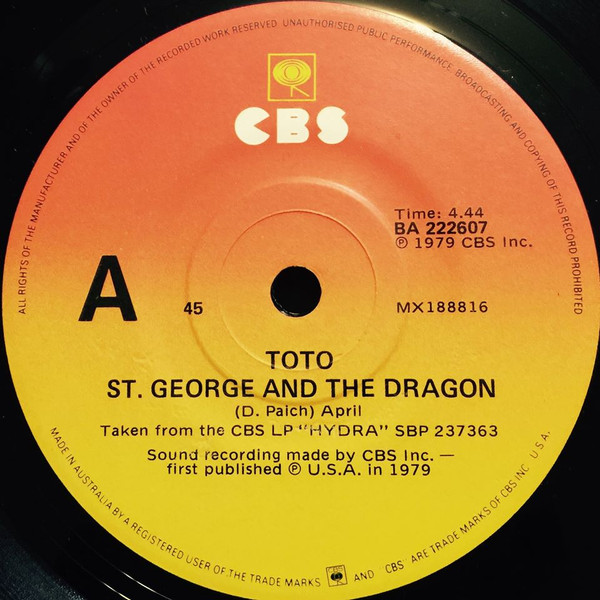 ALL RIGHTS OF THE MANUFACTURER AND OF THE OWNER OF THE RECORDED WORK RESERVED. UNAUTHORISED PUBLIC PERFORMANCE, BROADCASTING AND COPYING OF THIS RECORD PROHIBITED
CBS
Time: 4.44
BA 222607
℗ 1979 CBS Inc.
A
45
MX188816
TOTO
ST. GEORGE AND THE DRAGON
(D. Paich) April
Taken from the CBS LP "HYDRA" SBP 237363
Sound recording made by CBS Inc. —
first published ℗ U.S.A. in 1979
MADE IN AUSTRALIA BY A REGISTERED USER OF THE TRADE MARKS CBS AND CBS ARE TRADE MARKS OF CBS INC U.S.A.